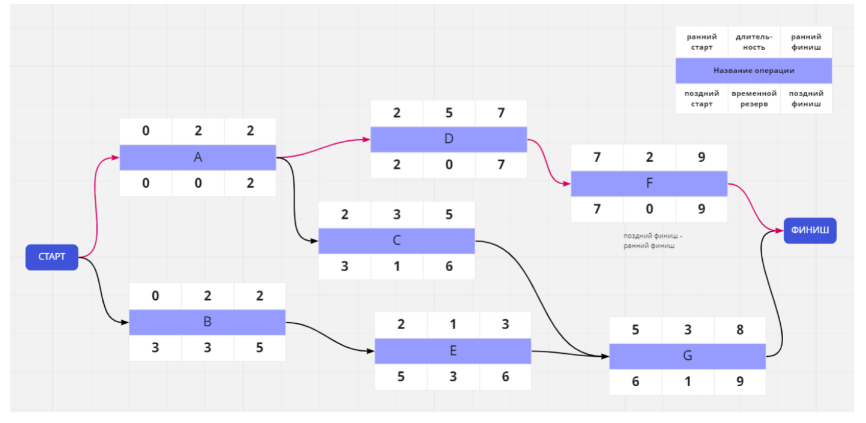 ранний старт
длитель- ность
ранний финиш
Название операции
поздний старт
временной резерв
поздний финиш
2 5 7
D
2 0 7
0 2 2
A
0 0 2
7 2 9
F
7 0 9
поздний финиш -
ранний финиш
2 3 5
C
3 1 6
ФИНИШ
СТАРТ
0 2 2
B
3 3 5
2 1 3
E
5 3 6
5 3 8
G
6 1 9